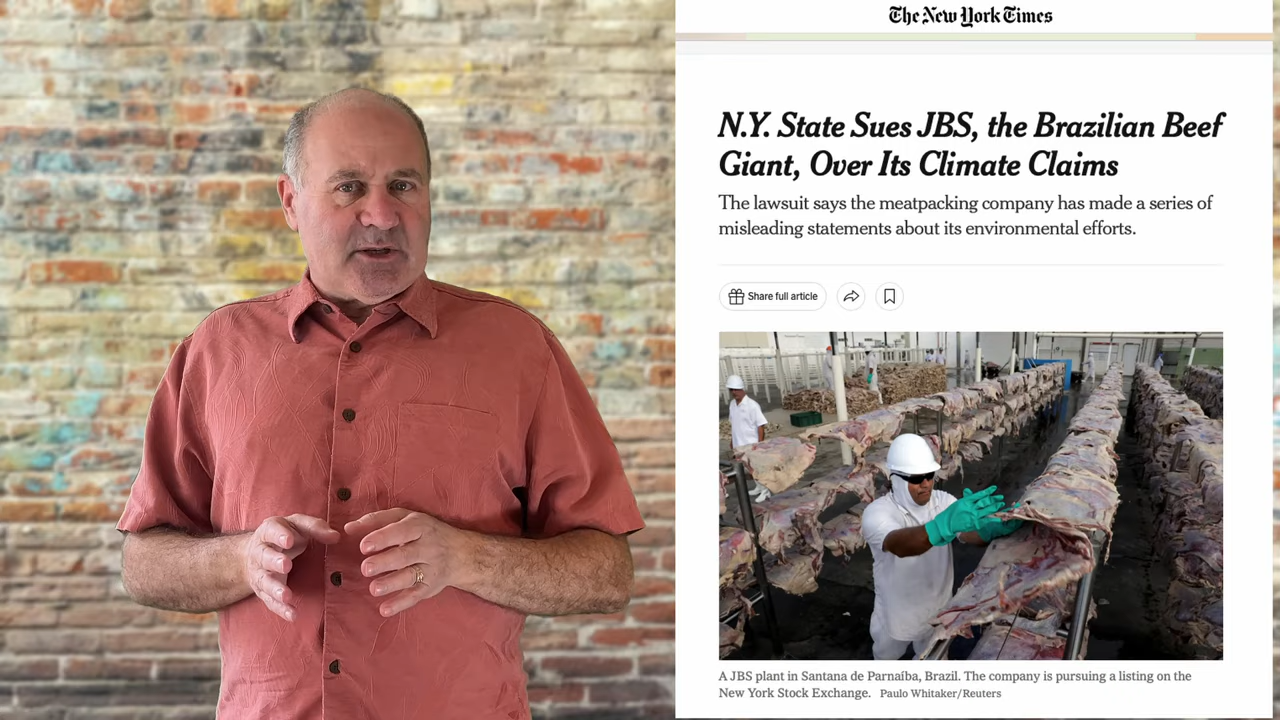 The New York Times
N.Y. State Sues JBS, the Brazilian Beef
Giant, Over Its Climate Claims
The lawsuit says the meatpacking company has made a series of
misleading statements about its environmental efforts.
Share full article
A JBS plant in Santana de Parnaíba, Brazil. The company is pursuing a listing on the
New York Stock Exchange. Paulo Whitaker/Reuters